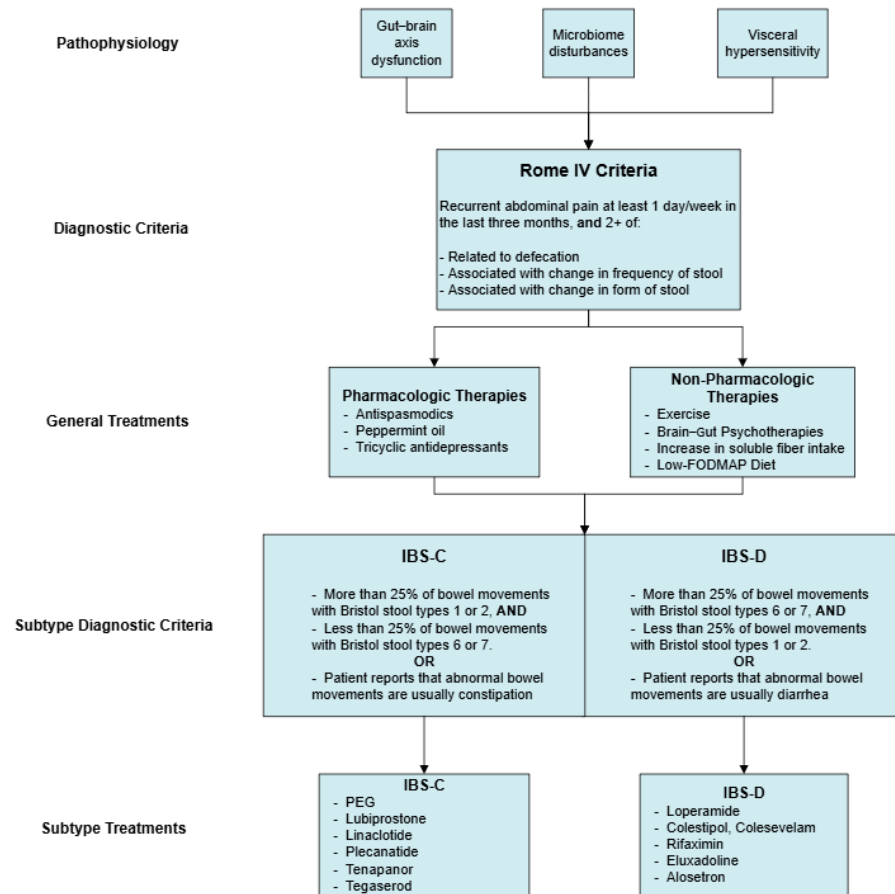 Pathophysiology
Gut–brain
axis
dysfunction
Microbiome
disturbances
Visceral
hypersensitivity
Diagnostic Criteria
Rome IV Criteria
Recurrent abdominal pain at least 1 day/week in
the last three months, and 2+ of:
- Related to defecation
- Associated with change in frequency of stool
- Associated with change in form of stool
General Treatments
Pharmacologic Therapies
- Antispasmodics
- Peppermint oil
- Tricyclic antidepressants
Non-Pharmacologic
Therapies
- Exercise
- Brain–Gut Psychotherapies
- Increase in soluble fiber intake
- Low-FODMAP Diet
Subtype Diagnostic Criteria
IBS-C
- More than 25% of bowel movements
with Bristol stool types 1 or 2, AND
- Less than 25% of bowel movements
with Bristol stool types 6 or 7.
OR
- Patient reports that abnormal bowel
movements are usually constipation
IBS-D
- More than 25% of bowel movements
with Bristol stool types 6 or 7, AND
- Less than 25% of bowel movements
with Bristol stool types 1 or 2.
OR
- Patient reports that abnormal bowel
movements are usually diarrhea
Subtype Treatments
IBS-C
- PEG
- Lubiprostone
- Linaclotide
- Plecanatide
- Tenapanor
- Tegaserod
IBS-D
- Loperamide
- Colestipol, Colesevelam
- Rifaximin
- Eluxadoline
- Alosetron